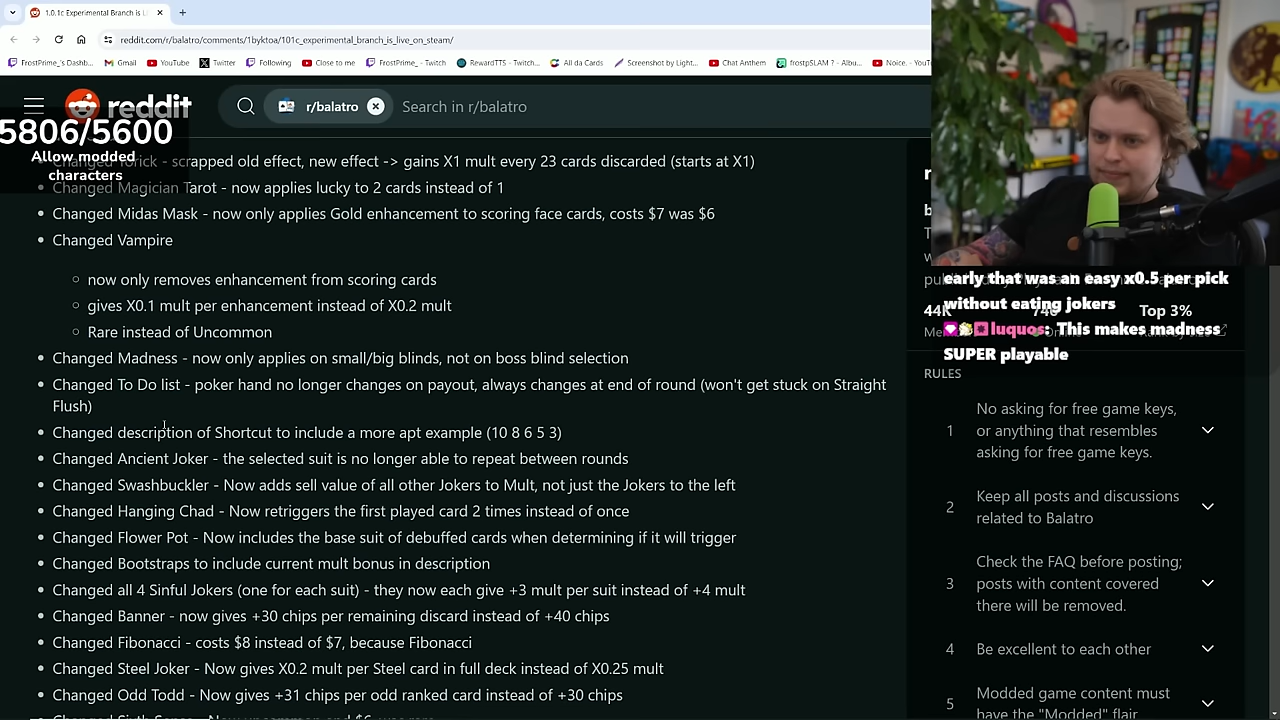 1.0.1c Experimental Branch is L
reddit.com/r/balatro/comments/1byktoa/101c_experimental_branch_is_live_on_steam/
FrostPrime_'s Dashb... Gmail YouTube Twitter Following Close to me FrostPrime_ - Twitch RewardTTS - Twitch... All da Cards Screenshot by Light... Chat Anthem frostpSLAM ? - Albu... Noice. - YouTube
reddit
r/balatro
Search in r/balatro
5806/5600
Allow modded
characters
Changed Yorick - scrapped old effect, new effect -> gains X1 mult every 23 cards discarded (starts at X1)
Changed Magician Tarot - now applies lucky to 2 cards instead of 1
Changed Midas Mask - now only applies Gold enhancement to scoring face cards, costs $7 was $6
Changed Vampire
now only removes enhancement from scoring cards
gives X0.1 mult per enhancement instead of X0.2 mult
Rare instead of Uncommon
Changed Madness - now only applies on small/big blinds, not on boss blind selection
Changed To Do list - poker hand no longer changes on payout, always changes at end of round (won't get stuck on Straight
Flush)
Changed description of Shortcut to include a more apt example (10 8 6 5 3)
Changed Ancient Joker - the selected suit is no longer able to repeat between rounds
Changed Swashbuckler - Now adds sell value of all other Jokers to Mult, not just the Jokers to the left
Changed Hanging Chad - Now retriggers the first played card 2 times instead of once
Changed Flower Pot - Now includes the base suit of debuffed cards when determining if it will trigger
Changed Bootstraps to include current mult bonus in description
Changed all 4 Sinful Jokers (one for each suit) - they now each give +3 mult per suit instead of +4 mult
Changed Banner - now gives +30 chips per remaining discard instead of +40 chips
Changed Fibonacci - costs $8 instead of $7, because Fibonacci
Changed Steel Joker - Now gives X0.2 mult per Steel card in full deck instead of X0.25 mult
Changed Odd Todd - Now gives +31 chips per odd ranked card instead of +30 chips
early that was an easy x0.5 per pick
without eating jokers
luquos: This makes madness
SUPER playable
44K
Top 3%
RULES
1 No asking for free game keys,
or anything that resembles
asking for free game keys.
2 Keep all posts and discussions
related to Balatro
3 Check the FAQ before posting;
posts with content covered
there will be removed.
4 Be excellent to each other
5 Modded game content must
have the "Modded" flair